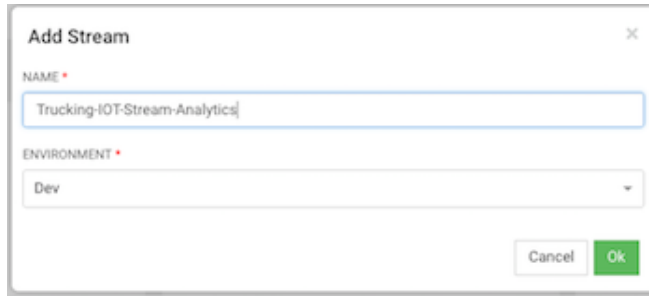 Add Stream ×
NAME *
Trucking-IOT-Stream-Analytics
ENVIRONMENT *
Dev
Cancel Ok